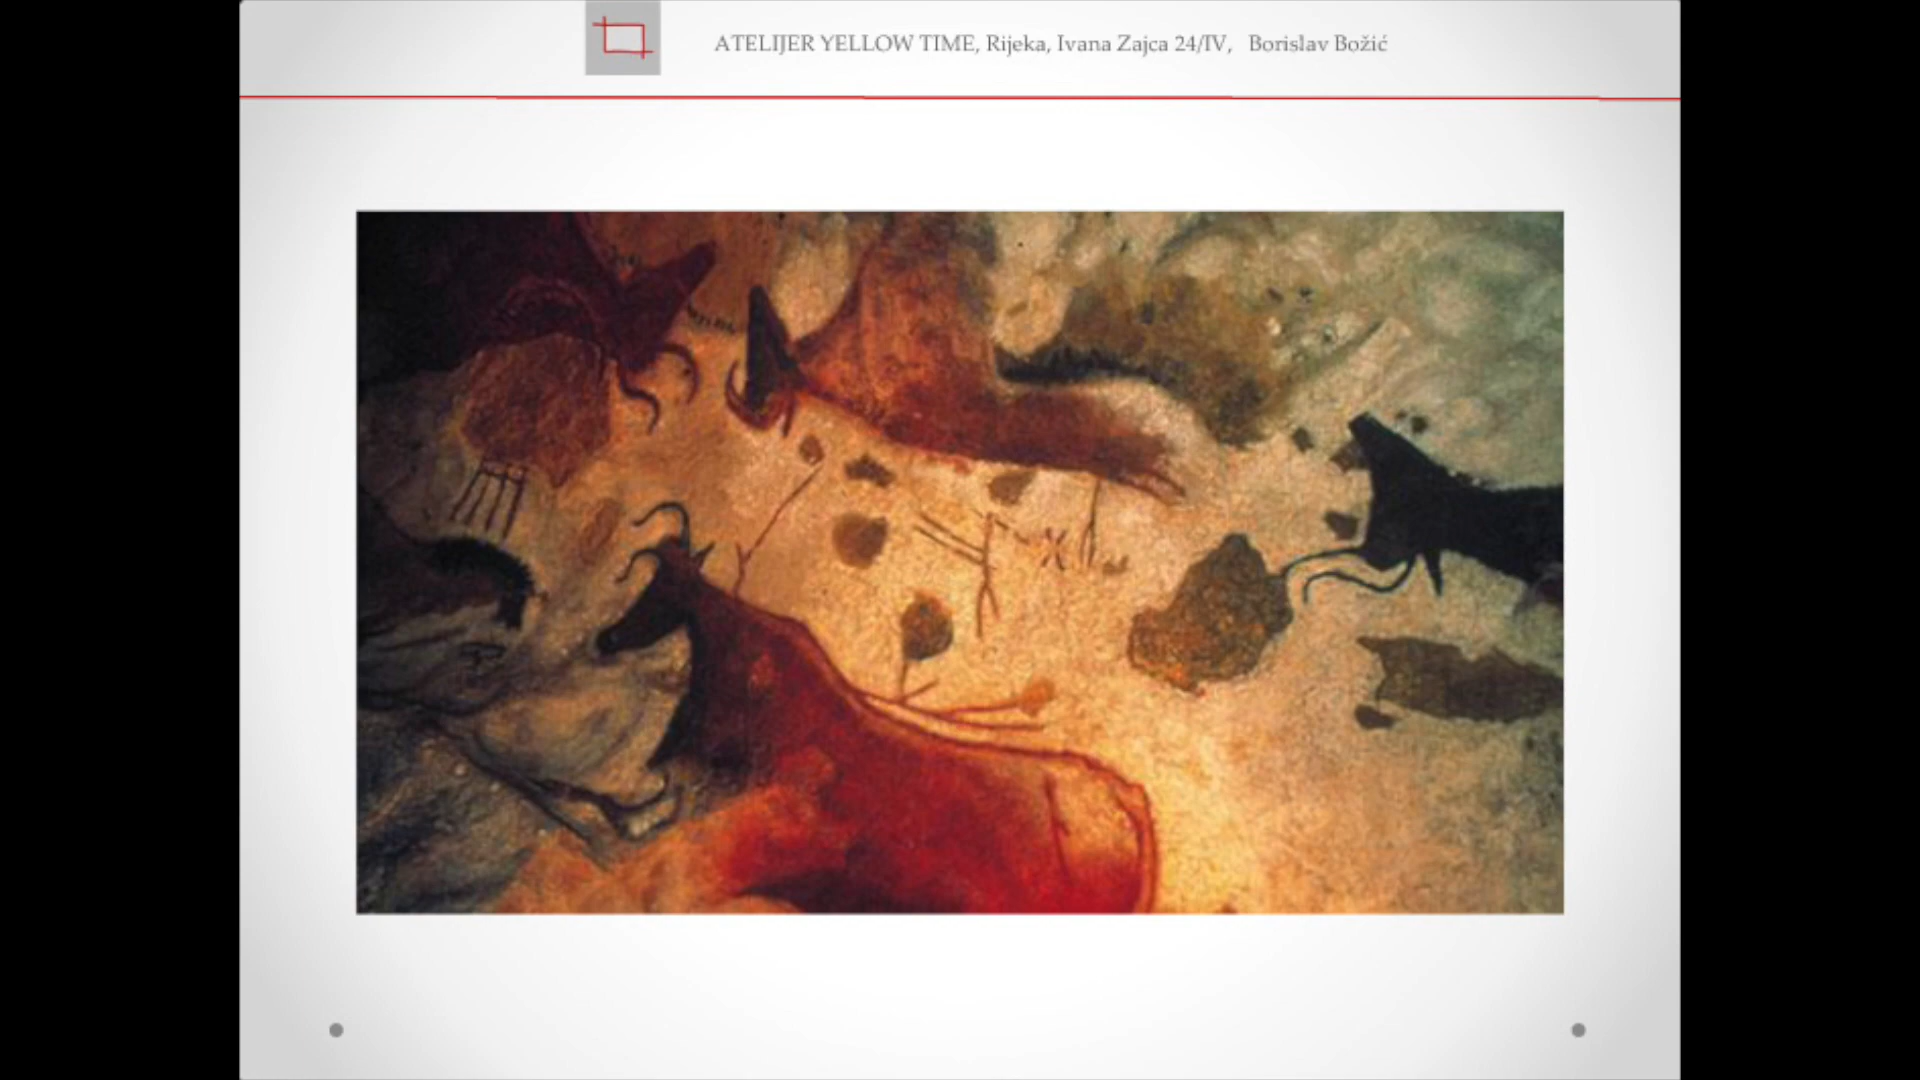 ATELIJER YELLOW TIME, Rijeka, Ivana Zajca 24/IV, Borislav Božić